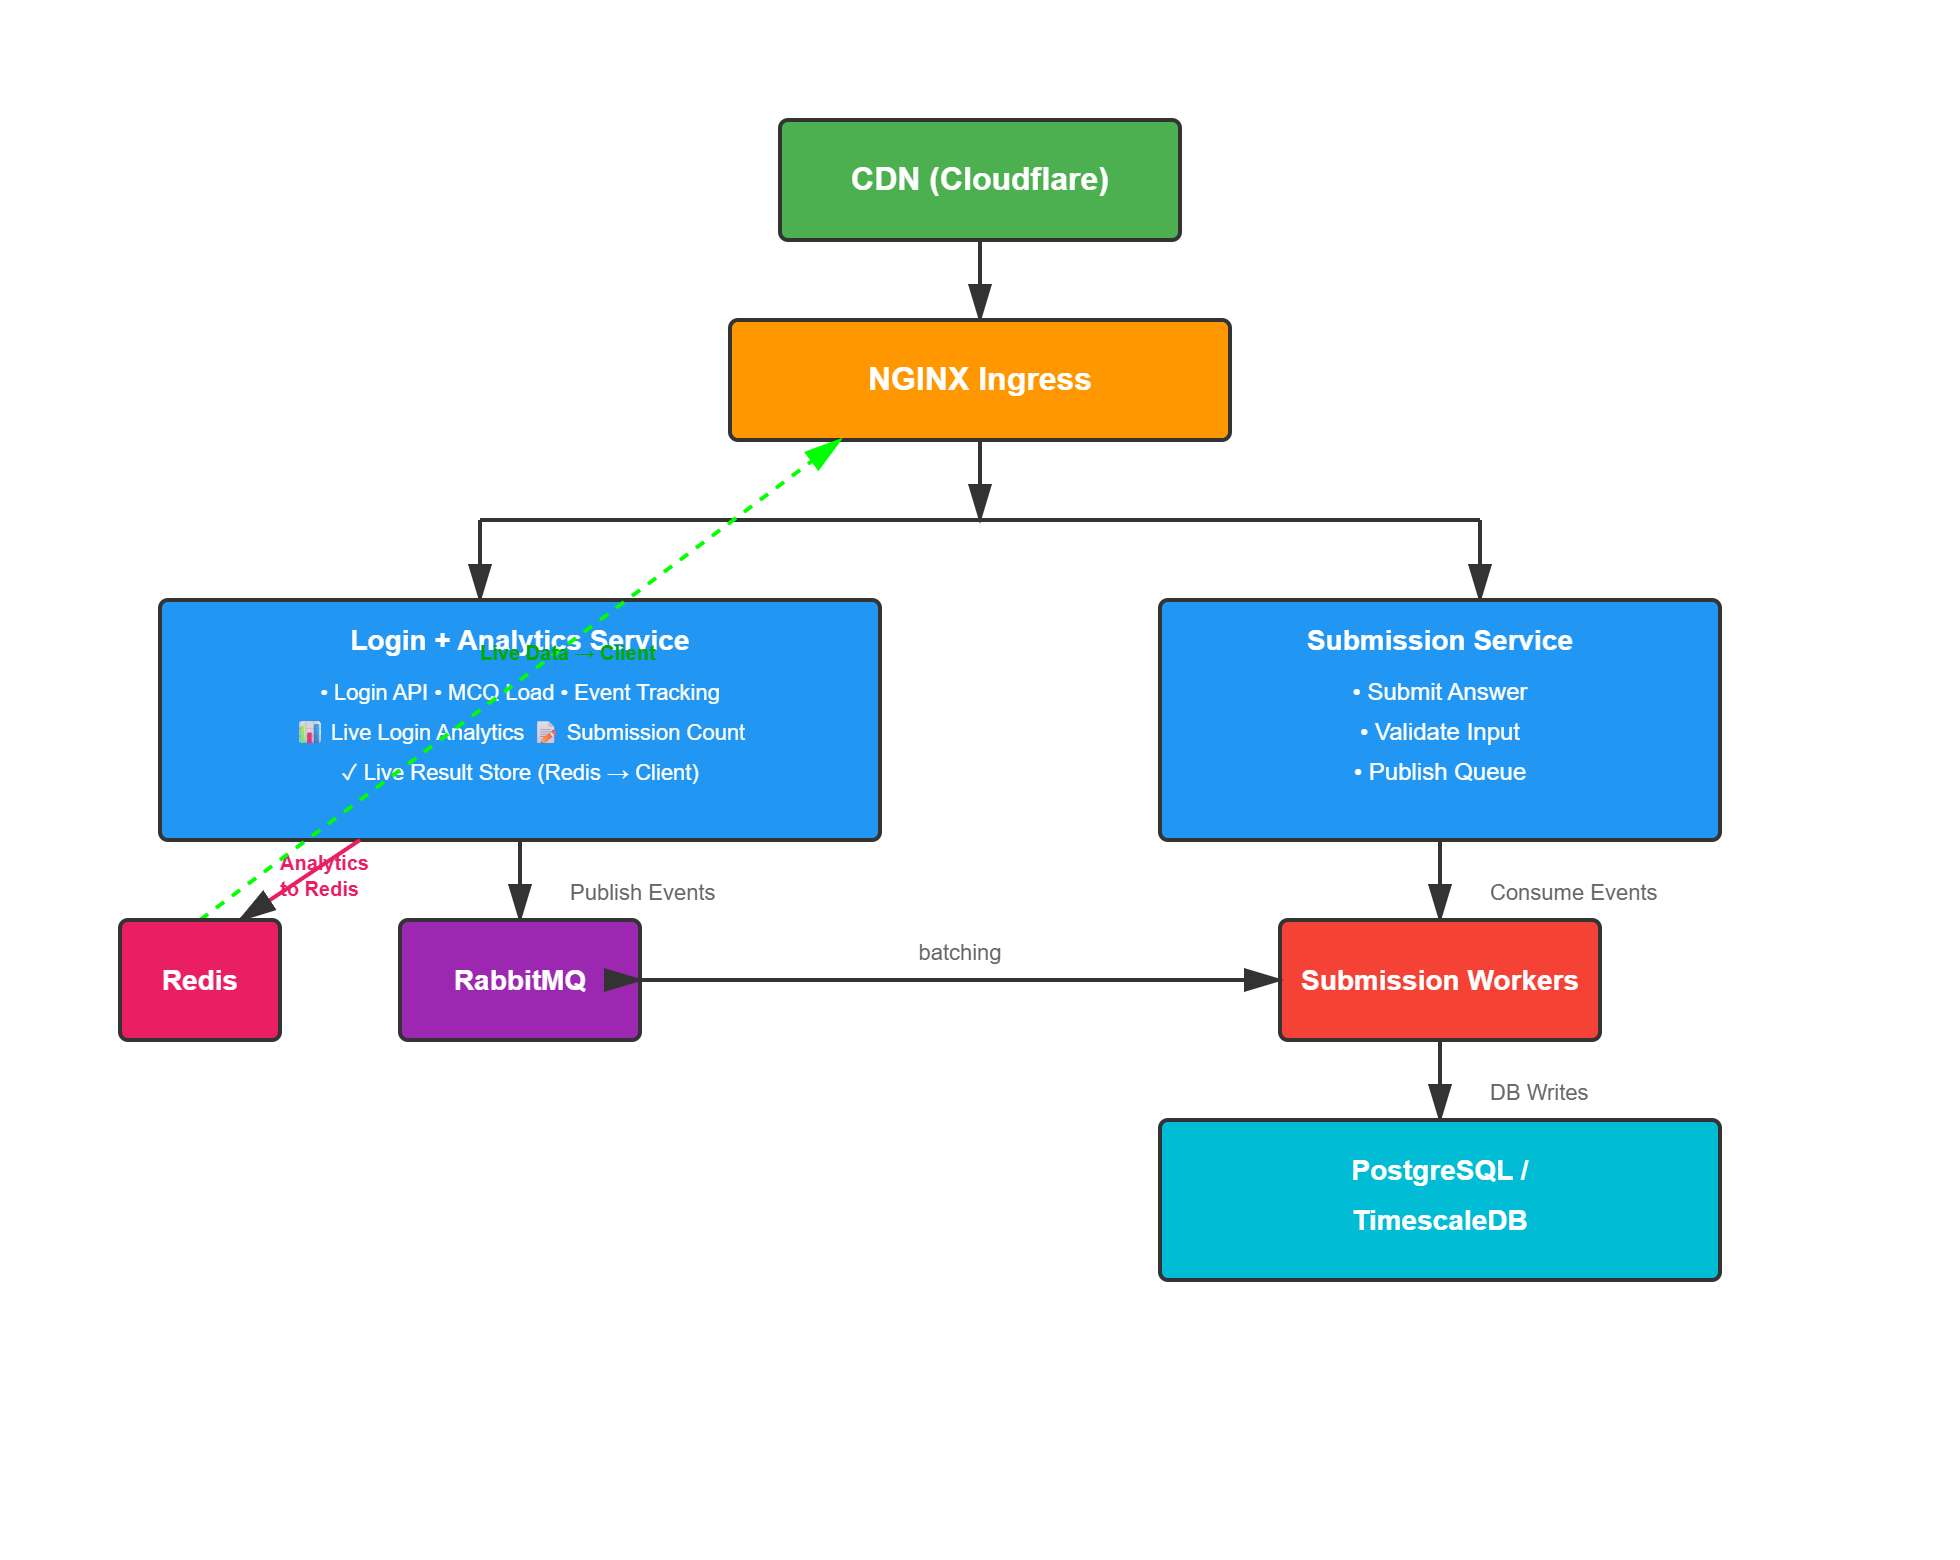 CDN (Cloudflare)
NGINX Ingress
Login + Analytics Service
Live Data → Client
• Login API • MCQ Load • Event Tracking
📊 Live Login Analytics 📝 Submission Count
✓ Live Result Store (Redis → Client)
Submission Service
• Submit Answer
• Validate Input
• Publish Queue
Analytics
to Redis
Publish Events
Consume Events
Redis
RabbitMQ
batching
Submission Workers
DB Writes
PostgreSQL /
TimescaleDB